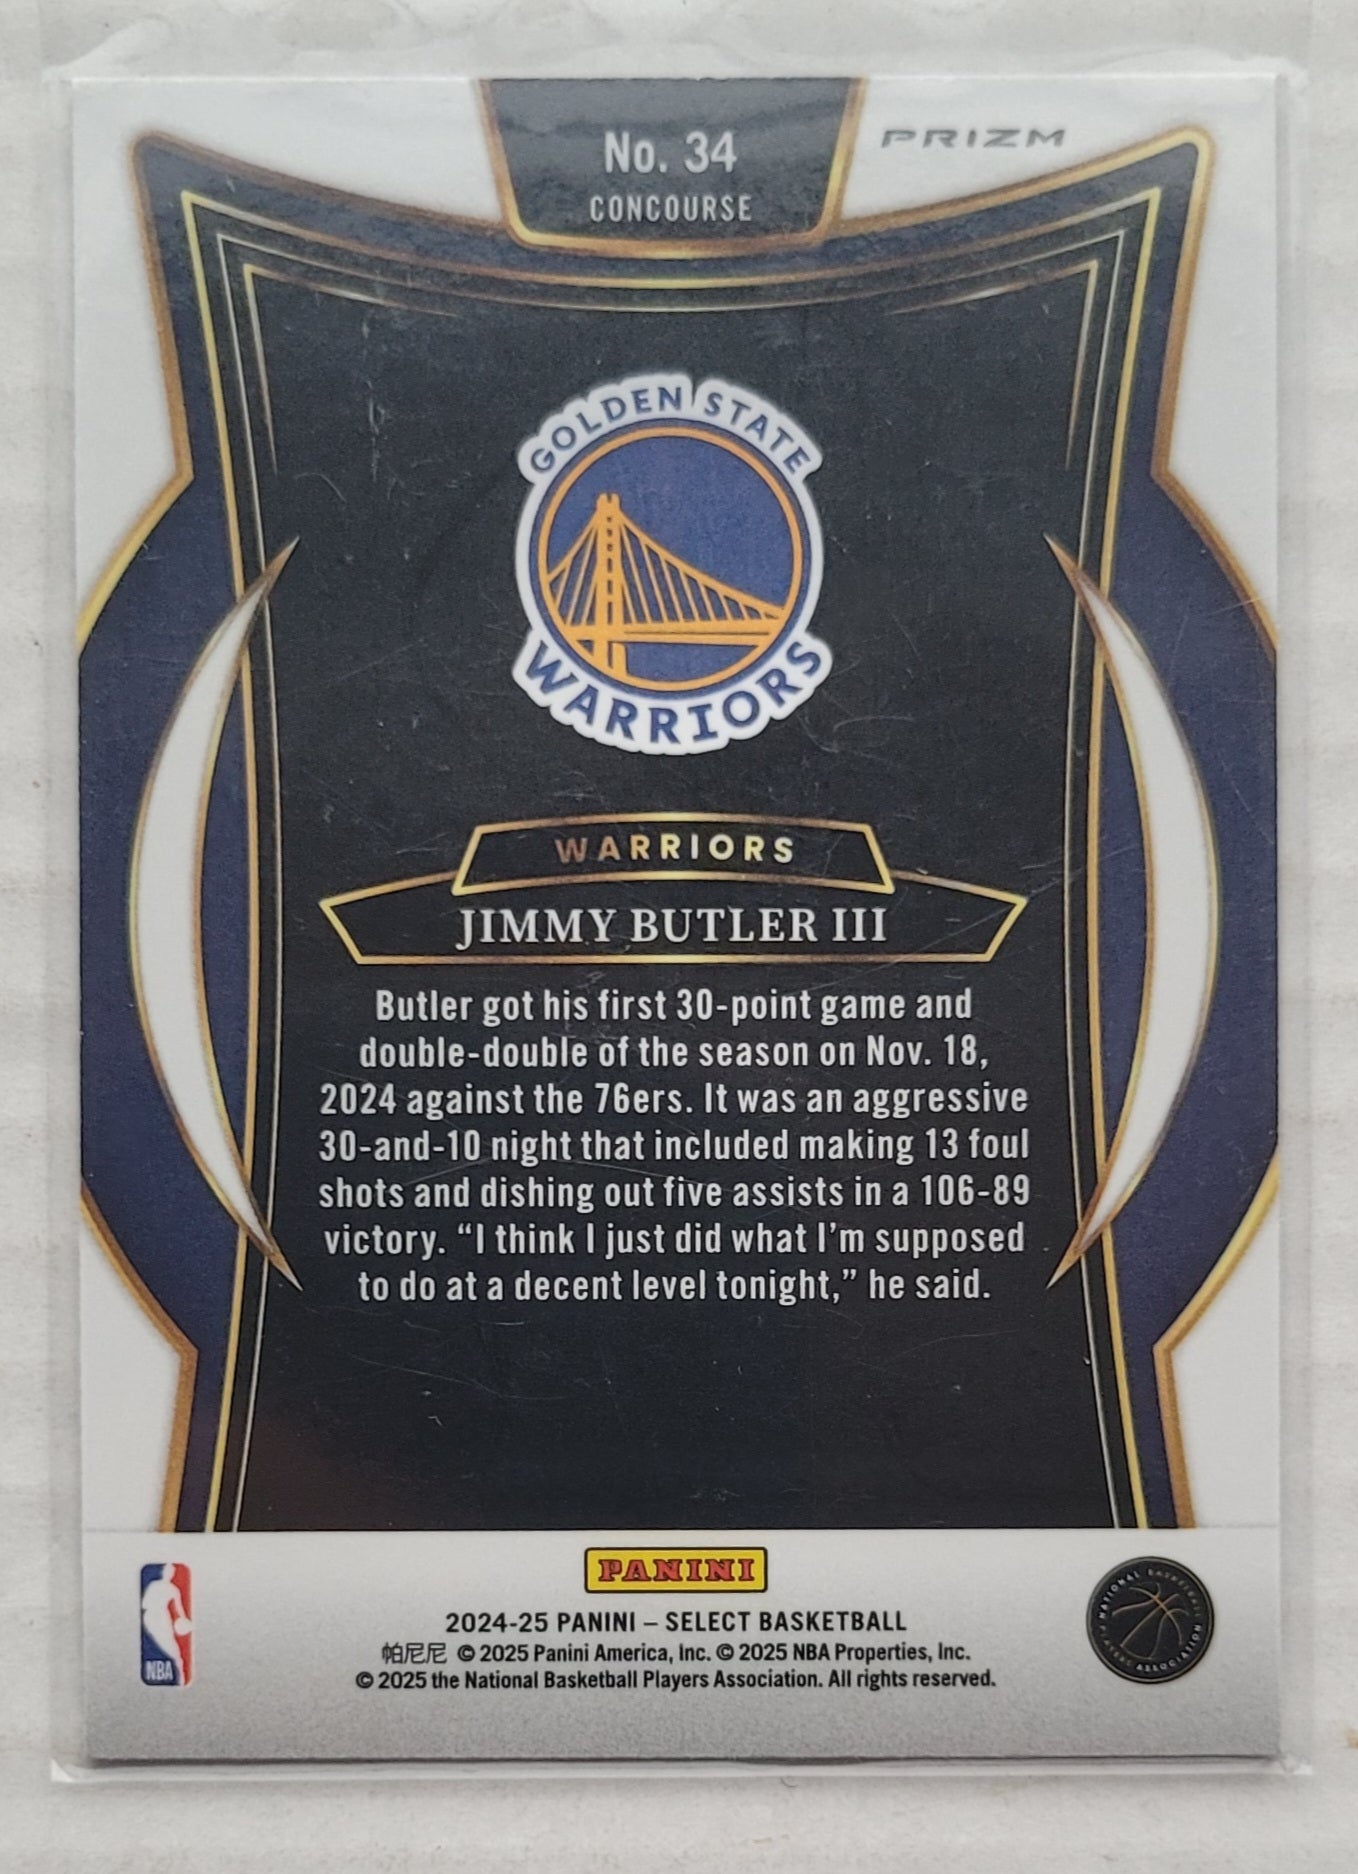 No. 34
PRIZM
CONCOURSE
GOLDEN STATE
WARRIORS
WARRIORS
JIMMY BUTLER III
Butler got his first 30-point game and
double-double of the season on Nov. 18,
2024 against the 76ers. It was an aggressive
30-and-10 night that included making 13 foul
shots and dishing out five assists in a 106-89
victory. “I think I just did what I’m supposed
to do at a decent level tonight,” he said.
PANINI
2024-25 PANINI – SELECT BASKETBALL
帕尼尼 © 2025 Panini America, Inc. © 2025 NBA Properties, Inc.
© 2025 the National Basketball Players Association. All rights reserved.
NBA
NATIONAL BASKETBALL
PLAYERS ASSOCIATION